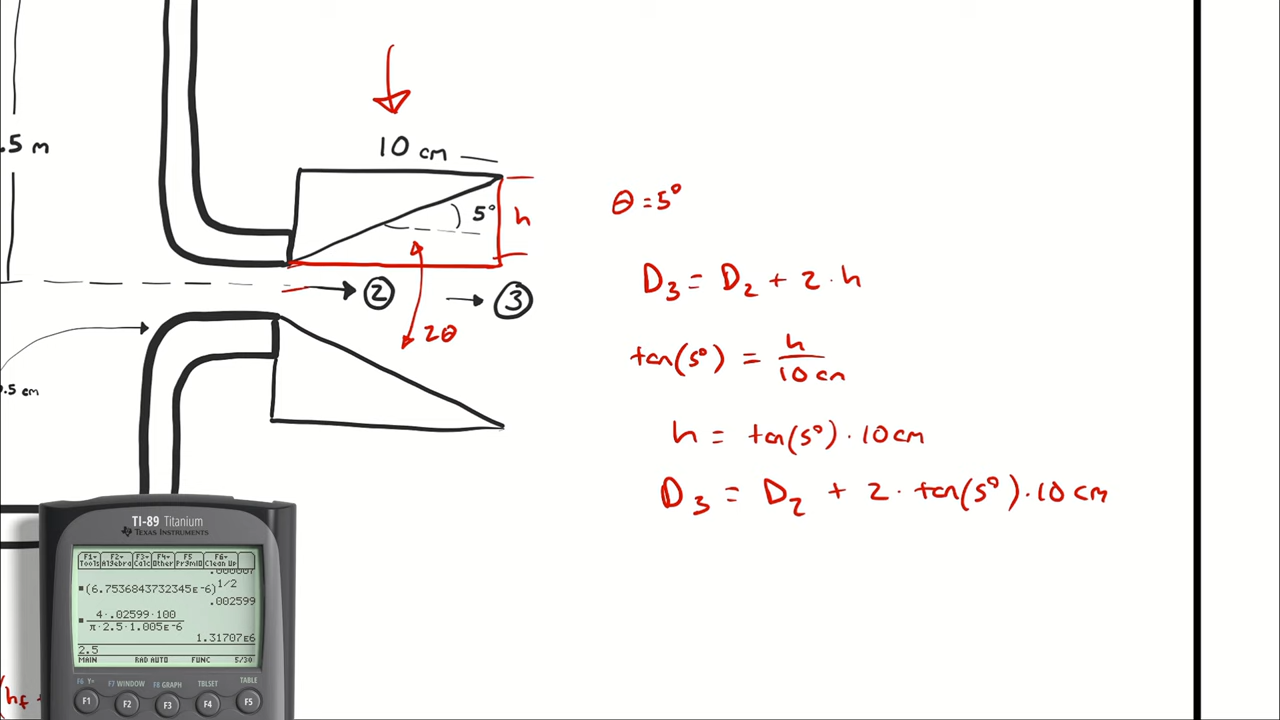 10 cm
.5 m
θ = 5°
5°
h
D₃ = D₂ + 2 · h
2
3
2θ
tan(5°) = h / 10 cm
.5 cm
h = tan(5°) · 10 cm
D₃ = D₂ + 2 · tan(5°) · 10 cm
TI-89 Titanium
TEXAS INSTRUMENTS
F1▾ F2▾ F3▾ F4▾ F5 F6▾
Tools Algebra Calc Other PrgmIO Clean Up
.000007
(6.7536843732345E-6)^1/2
.002599
4·.02599·100
π·2.5·1.005E-6
1.31707E6
2.5
MAIN RAD AUTO FUNC 5/30
F6 Y= F7 WINDOW F8 GRAPH TBLSET TABLE
F1 F2 F3 F4 F5
(hf +